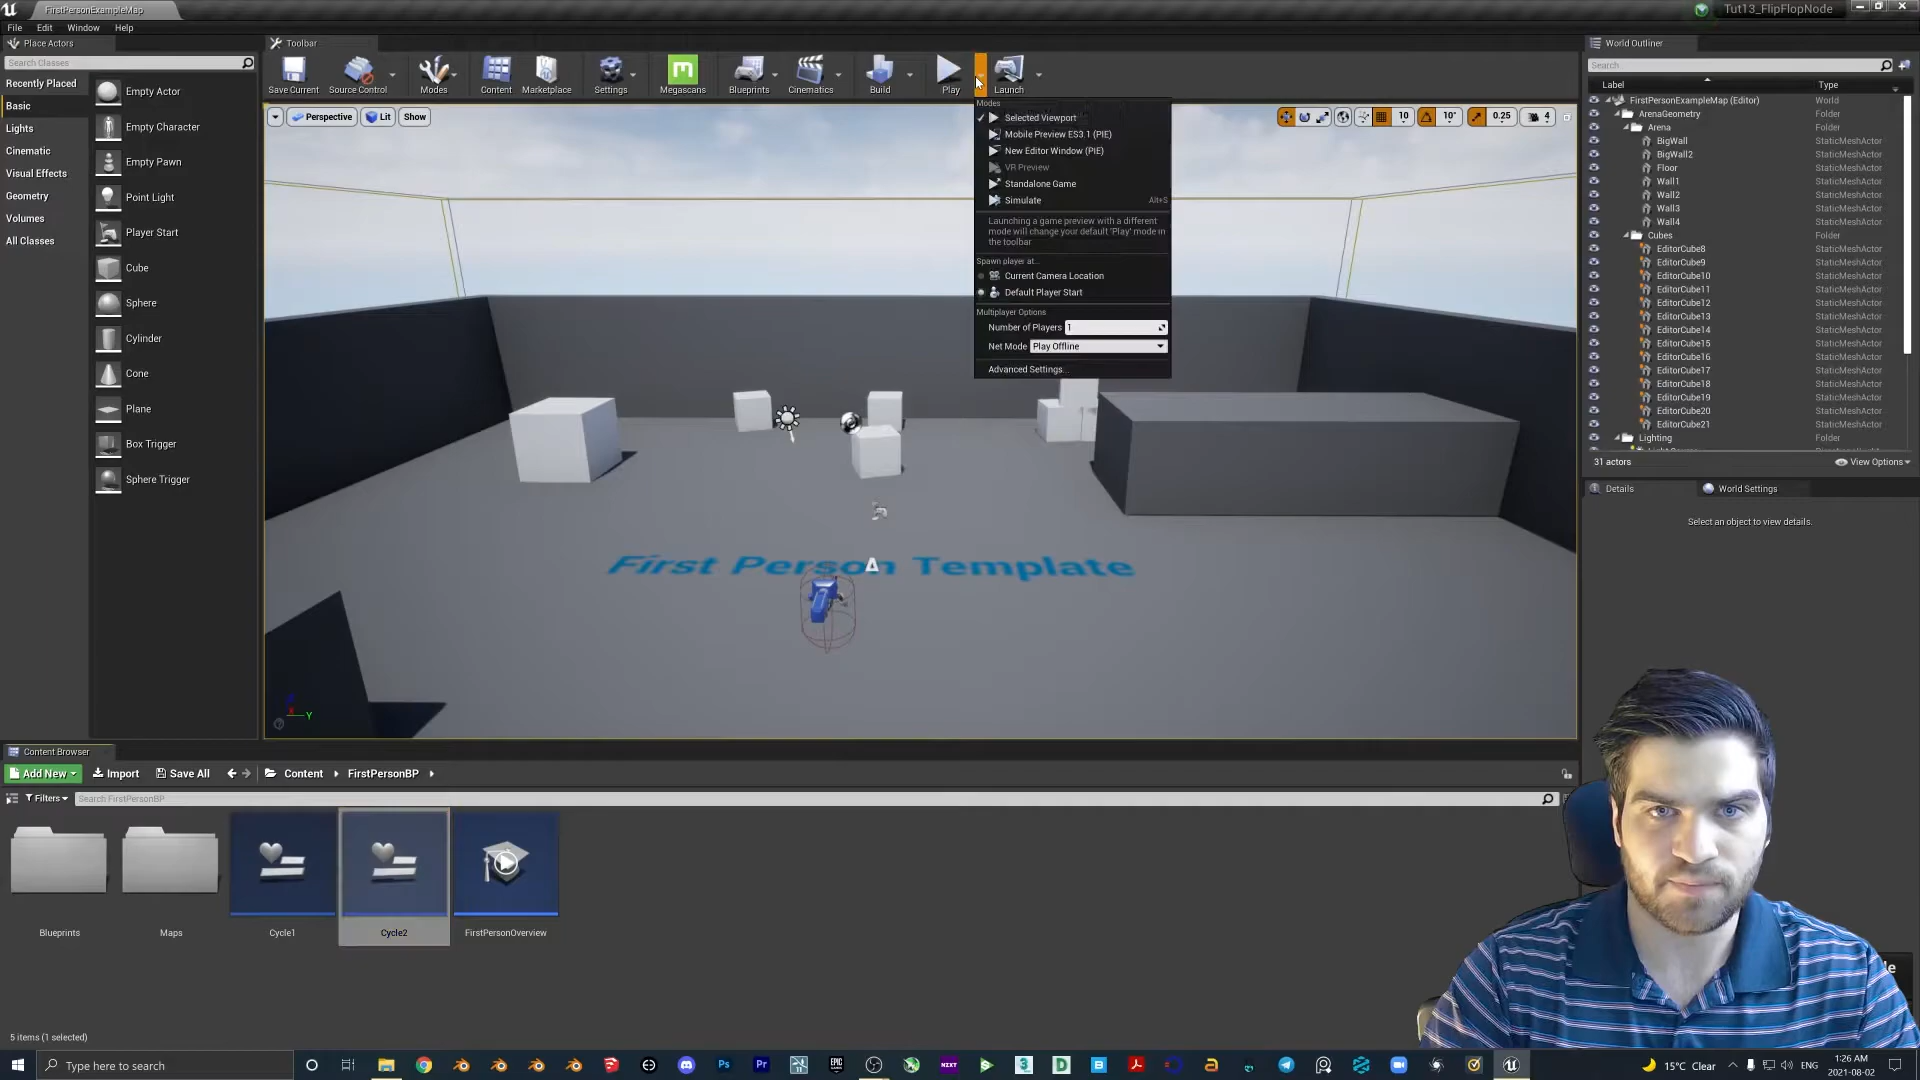 FirstPersonExampleMap
Tut13_FlipFlopNode
File Edit Window Help
Place Actors
Search Classes
Recently Placed
Basic
Lights
Cinematic
Visual Effects
Geometry
Volumes
All Classes
Empty Actor
Empty Character
Empty Pawn
Point Light
Player Start
Cube
Sphere
Cylinder
Cone
Plane
Box Trigger
Sphere Trigger
Toolbar
Save Current
Source Control
Modes
Content
Marketplace
Settings
Megascans
Blueprints
Cinematics
Build
Play
Launch
Perspective
Lit
Show
10
10°
0.25
4
Modes
Selected Viewport
Mobile Preview ES3.1 (PIE)
New Editor Window (PIE)
VR Preview
Standalone Game
Simulate Alt+S
Launching a game preview with a different
mode will change your default 'Play' mode in
the toolbar
Spawn player at...
Current Camera Location
Default Player Start
Multiplayer Options
Number of Players 1
Net Mode Play Offline
Advanced Settings...
First Person Template
Y
World Outliner
Search
Label Type
FirstPersonExampleMap (Editor) World
ArenaGeometry Folder
Arena Folder
BigWall StaticMeshActor
BigWall2 StaticMeshActor
Floor StaticMeshActor
Wall1 StaticMeshActor
Wall2 StaticMeshActor
Wall3 StaticMeshActor
Wall4 StaticMeshActor
Cubes Folder
EditorCube8 StaticMeshActor
EditorCube9 StaticMeshActor
EditorCube10 StaticMeshActor
EditorCube11 StaticMeshActor
EditorCube12 StaticMeshActor
EditorCube13 StaticMeshActor
EditorCube14 StaticMeshActor
EditorCube15 StaticMeshActor
EditorCube16 StaticMeshActor
EditorCube17 StaticMeshActor
EditorCube18 StaticMeshActor
EditorCube19 StaticMeshActor
EditorCube20 StaticMeshActor
EditorCube21 StaticMeshActor
Lighting Folder
31 actors
View Options
Details
World Settings
Select an object to view details.
Content Browser
Add New Import Save All Content FirstPersonBP
Filters
Search FirstPersonBP
Blueprints
Maps
Cycle1
Cycle2
FirstPersonOverview
5 items (1 selected)
Type here to search
15°C Clear
ENG
1:26 AM
2021-08-02